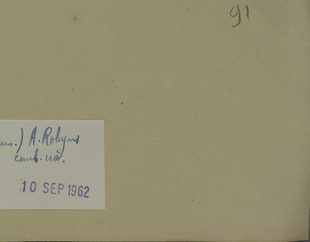 91
) A. Robyns
comb. nov.
10 SEP 1962